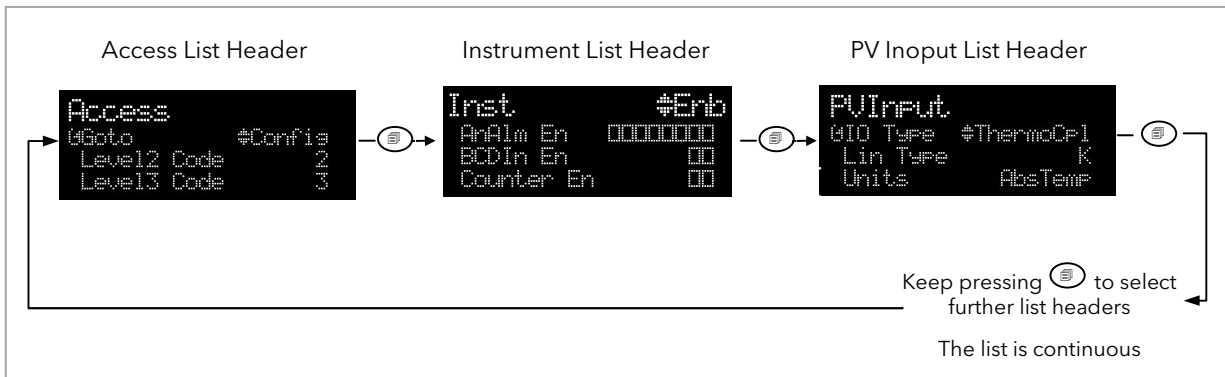 Access List Header
Instrument List Header
PV Inoput List Header
Access
Goto Config
Level2 Code 2
Level3 Code 3
Inst Enb
AnAlm En □□□□□□□□
BCDIn En □□
Counter En □□
PVInput
IO Type ThermoCpl
Lin Type K
Units AbsTemp
Keep pressing to select
further list headers
The list is continuous